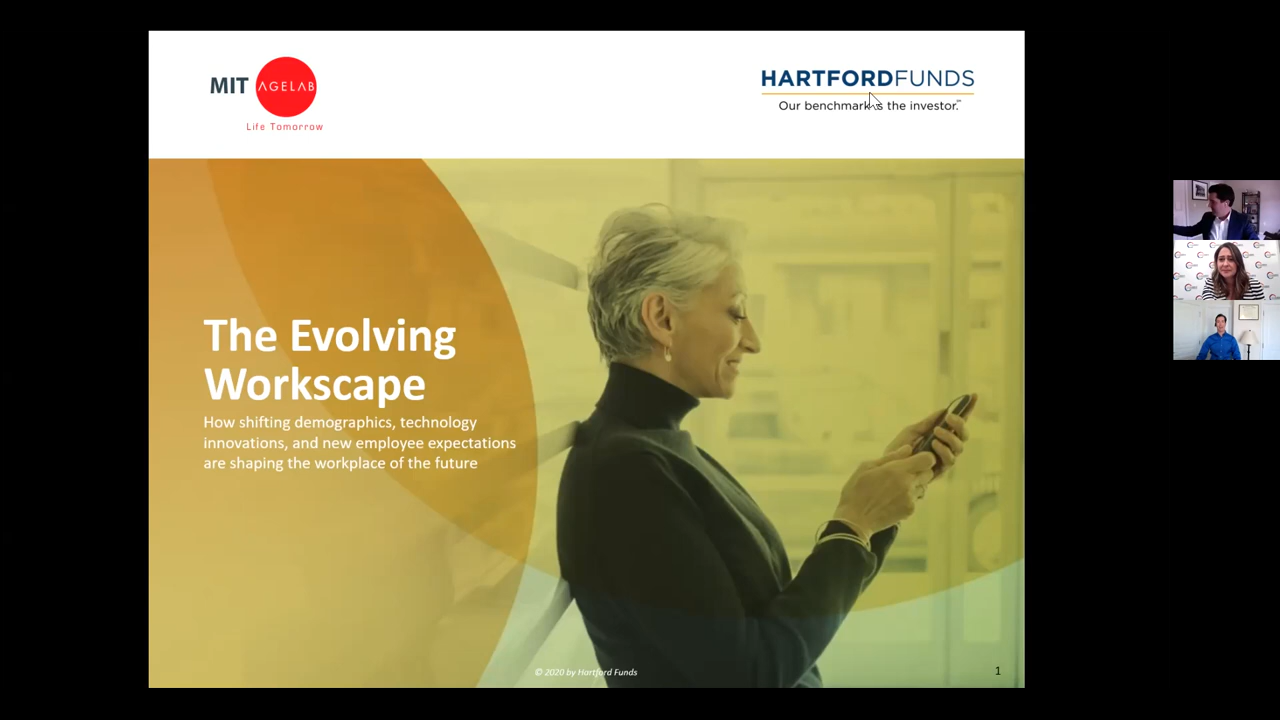 MIT AGELAB
Life Tomorrow
HARTFORDFUNDS
Our benchmark is the investor.℠
The Evolving
Workscape
How shifting demographics, technology
innovations, and new employee expectations
are shaping the workplace of the future
© 2020 by Hartford Funds
1